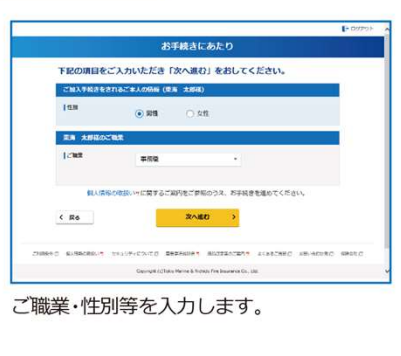 ログアウト
お手続きにあたり
下記の項目をご入力いただき「次へ進む」をおしてください。
ご加入手続きをされるご本人の情報 (東海 太郎様)
性別
男性 女性
東海 太郎様のご職業
ご職業 事務職
個人情報の取扱いに関するご案内をご参照のうえ、お手続きを進めてください。
戻る 次へ進む
Copyright (c) Tokio Marine & Nichido Fire Insurance Co., Ltd.
ご職業・性別等を入力します。